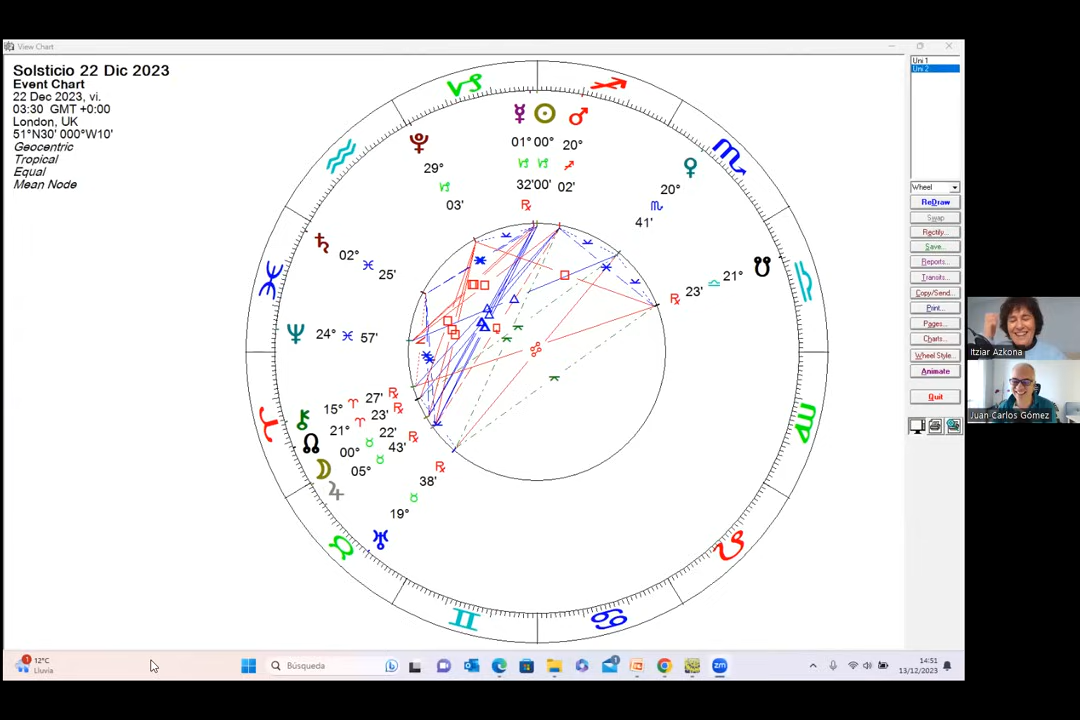 View Chart
Solsticio 22 Dic 2023
Event Chart
22 Dec 2023, vi.
03:30 GMT +0:00
London, UK
51°N30' 000°W10'
Geocentric
Tropical
Equal
Mean Node
01° 00° 20°
32'00' 02'
29°
03'
20°
41'
02°
25'
21°
23'
24° 57'
15° 27'
21° 23'
00° 22'
05° 43'
38'
19°
Uni 1
Uni 2
Wheel
ReDraw
Swap
Rectify...
Save...
Reports...
Transits...
Copy/Send...
Print...
Pages...
Charts...
Wheel Style...
Animate
Quit
Itziar Azkona
Juan Carlos Gómez
1
12°C
Lluvia
Búsqueda
b
1
zm
14:51
13/12/2023